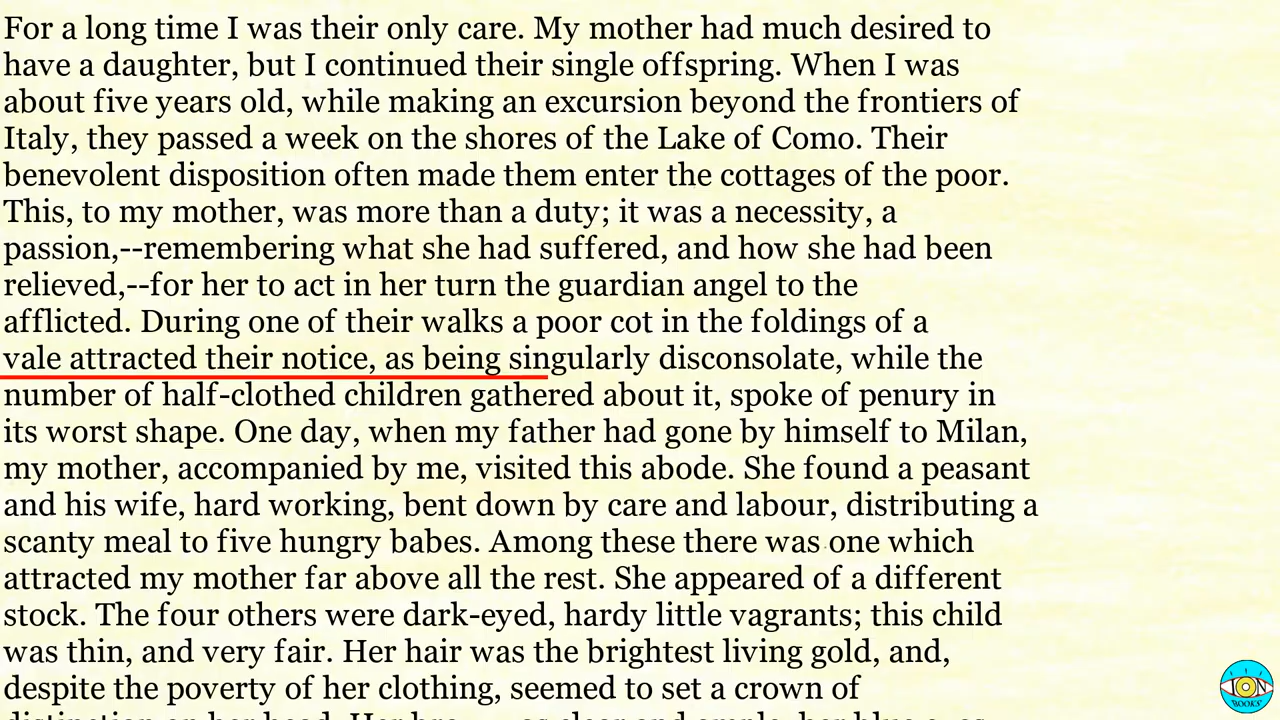 For a long time I was their only care. My mother had much desired to
have a daughter, but I continued their single offspring. When I was
about five years old, while making an excursion beyond the frontiers of
Italy, they passed a week on the shores of the Lake of Como. Their
benevolent disposition often made them enter the cottages of the poor.
This, to my mother, was more than a duty; it was a necessity, a
passion,--remembering what she had suffered, and how she had been
relieved,--for her to act in her turn the guardian angel to the
afflicted. During one of their walks a poor cot in the foldings of a
vale attracted their notice, as being singularly disconsolate, while the
number of half-clothed children gathered about it, spoke of penury in
its worst shape. One day, when my father had gone by himself to Milan,
my mother, accompanied by me, visited this abode. She found a peasant
and his wife, hard working, bent down by care and labour, distributing a
scanty meal to five hungry babes. Among these there was one which
attracted my mother far above all the rest. She appeared of a different
stock. The four others were dark-eyed, hardy little vagrants; this child
was thin, and very fair. Her hair was the brightest living gold, and,
despite the poverty of her clothing, seemed to set a crown of
ION
BOOKS